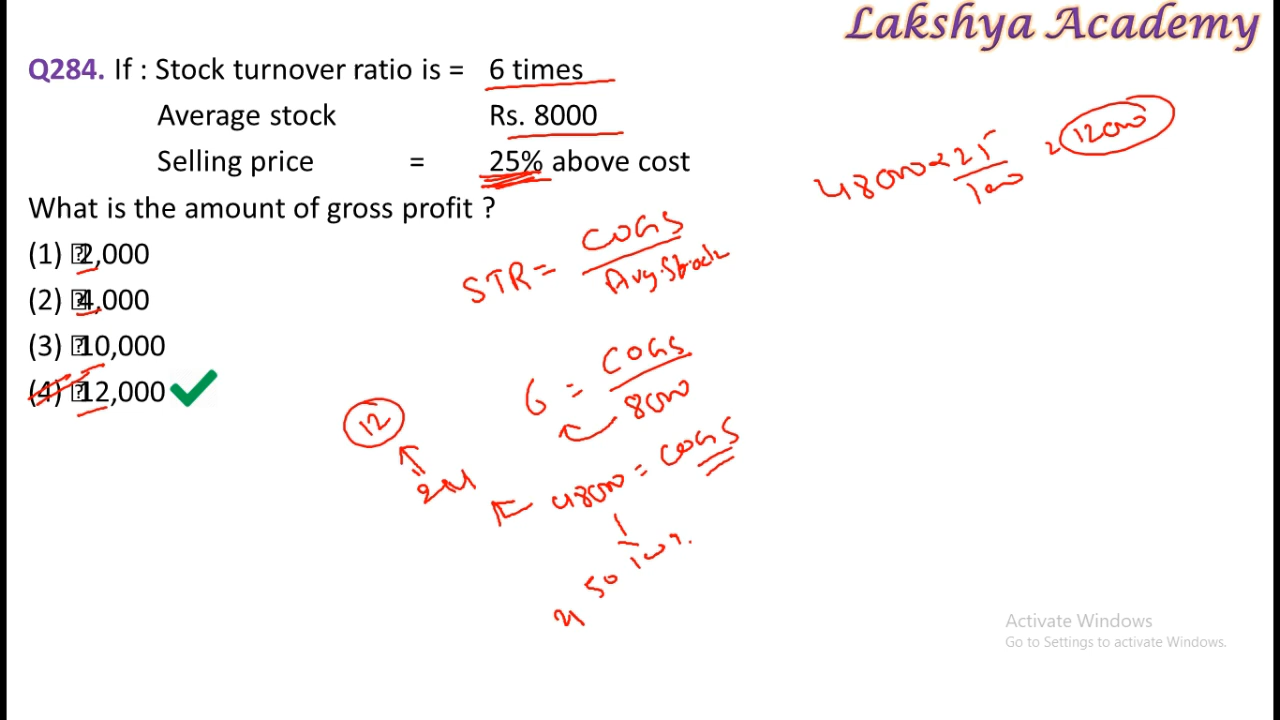 Lakshya Academy
Q284. If : Stock turnover ratio is = 6 times
Average stock Rs. 8000
Selling price = 25% above cost
What is the amount of gross profit ?
(1) 2,000
(2) 4,000
(3) 10,000
(4) 12,000
48000 × 25/100 = 12000
STR = COGS/Avg. Stock
6 = COGS/8000
48000 = COGS
12
24
100%
50
Activate Windows
Go to Settings to activate Windows.